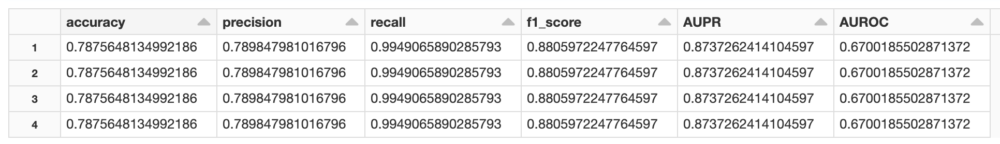 accuracy precision recall f1_score AUPR AUROC
1 0.7875648134992186 0.789847981016796 0.9949065890285793 0.8805972247764597 0.8737262414104597 0.6700185502871372
2 0.7875648134992186 0.789847981016796 0.9949065890285793 0.8805972247764597 0.8737262414104597 0.6700185502871372
3 0.7875648134992186 0.789847981016796 0.9949065890285793 0.8805972247764597 0.8737262414104597 0.6700185502871372
4 0.7875648134992186 0.789847981016796 0.9949065890285793 0.8805972247764597 0.8737262414104597 0.6700185502871372